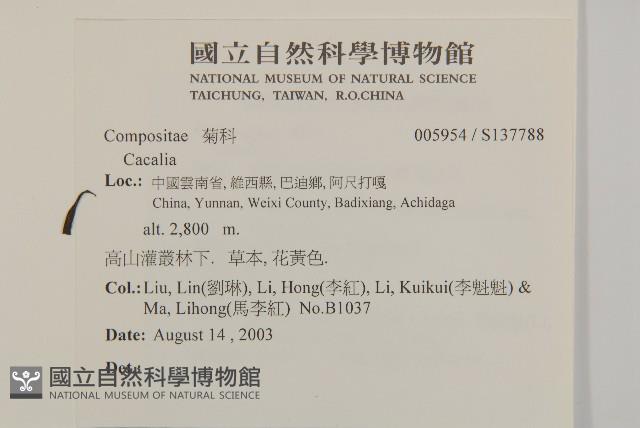 國立自然科學博物館
NATIONAL MUSEUM OF NATURAL SCIENCE
TAICHUNG, TAIWAN, R.O.CHINA
Compositae 菊科 005954 / S137788
Cacalia
Loc.: 中國雲南省, 維西縣, 巴迪鄉, 阿尺打嘎
China, Yunnan, Weixi County, Badixiang, Achidaga
alt. 2,800 m.
高山灌叢林下. 草本, 花黃色.
Col.: Liu, Lin(劉琳), Li, Hong(李紅), Li, Kuikui(李魁魁) &
Ma, Lihong(馬李紅) No.B1037
Date: August 14 , 2003
Det.:
國立自然科學博物館
NATIONAL MUSEUM OF NATURAL SCIENCE